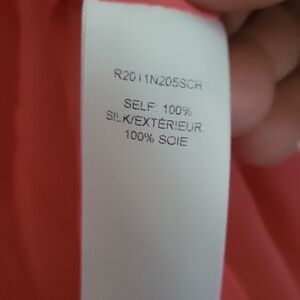 R2011N205SCH
SELF: 100%
SILK/EXTÉRIEUR:
100% SOIE